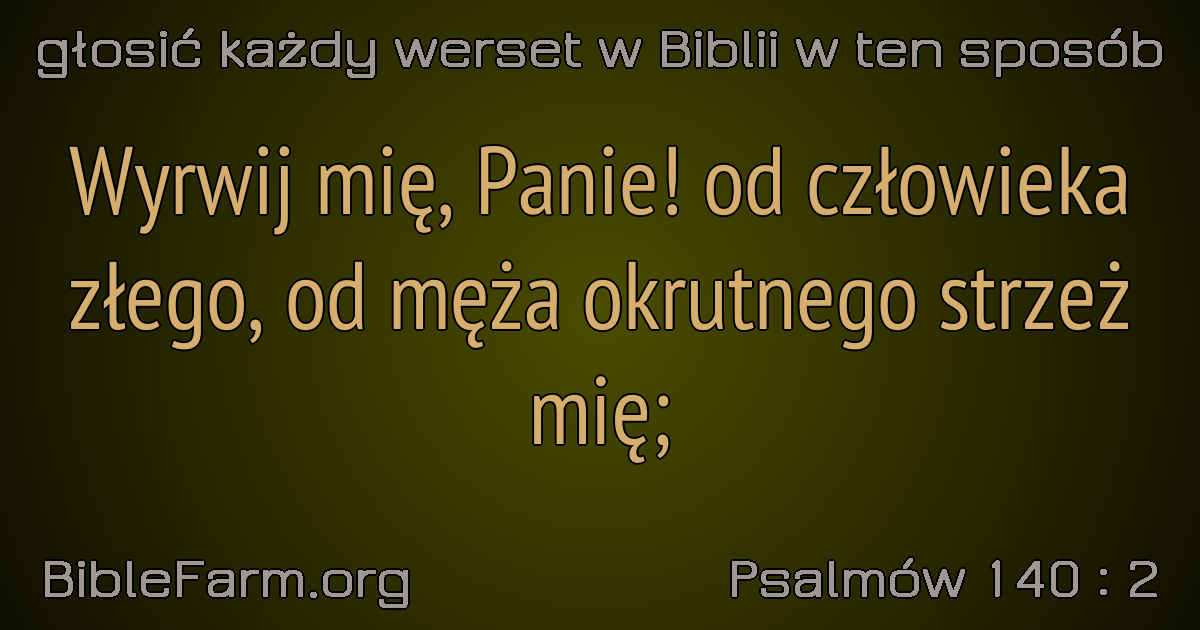 głosić każdy werset w Biblii w ten sposób
Wyrwij mię, Panie! od człowieka
złego, od męża okrutnego strzeż
mię;
BibleFarm.org
Psalmów 140 : 2